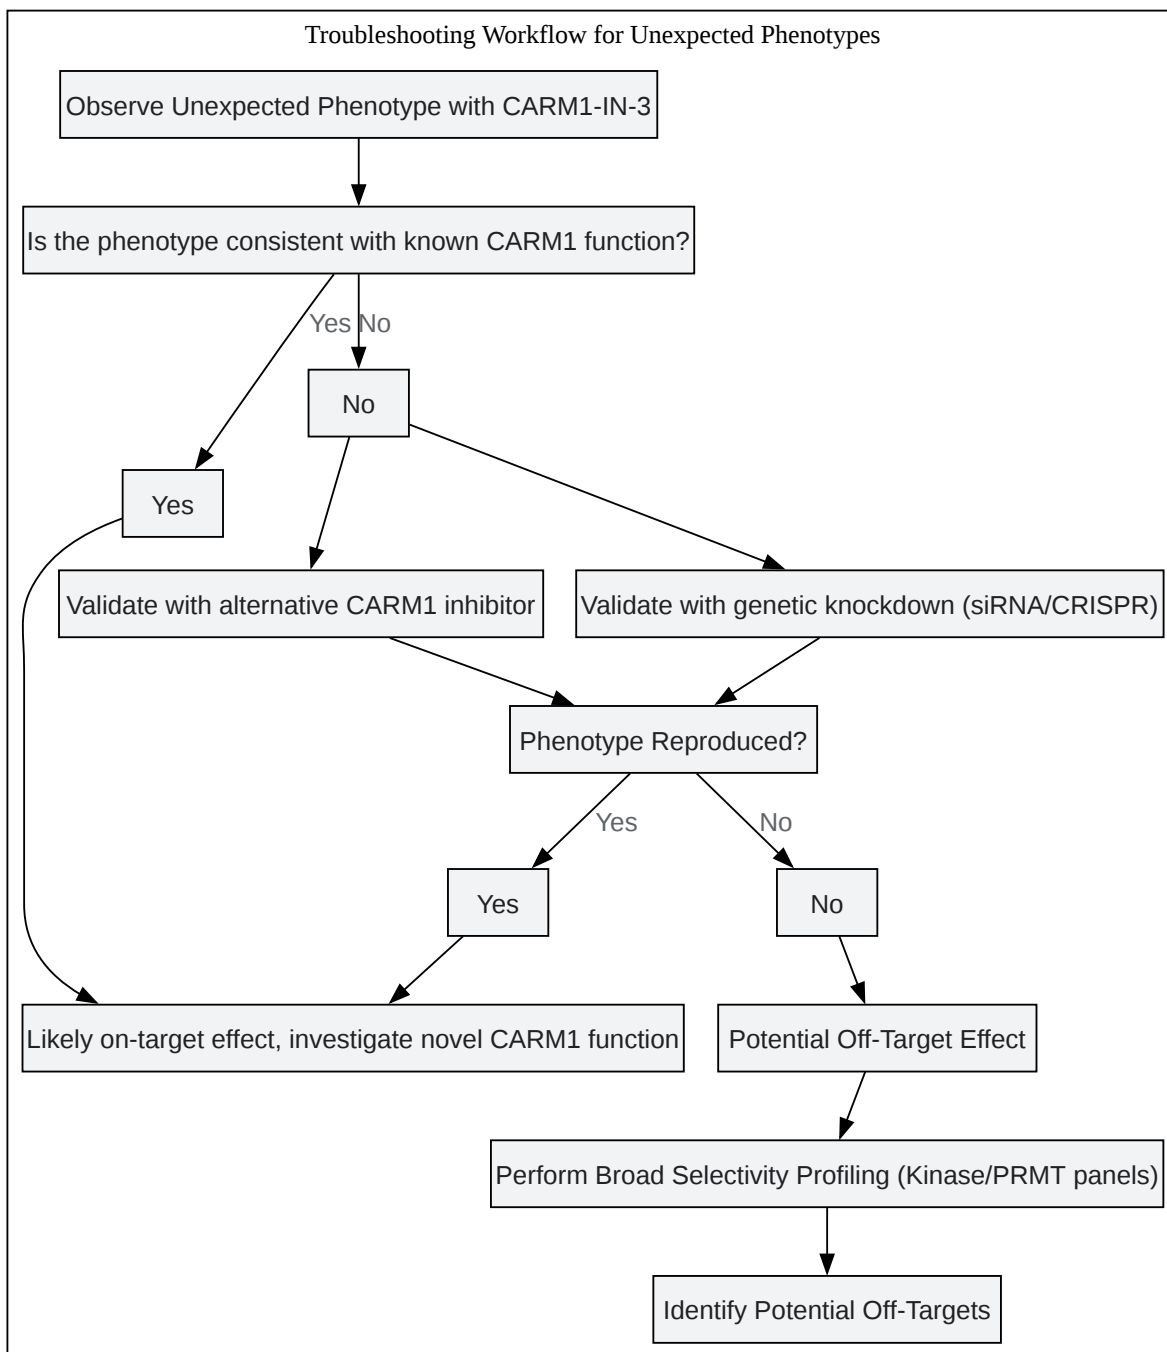 Troubleshooting Workflow for Unexpected Phenotypes
Observe Unexpected Phenotype with CARM1-IN-3
Is the phenotype consistent with known CARM1 function?
Yes
No
No
Yes
Validate with alternative CARM1 inhibitor
Validate with genetic knockdown (siRNA/CRISPR)
Phenotype Reproduced?
Yes
No
Yes
No
Likely on-target effect, investigate novel CARM1 function
Potential Off-Target Effect
Perform Broad Selectivity Profiling (Kinase/PRMT panels)
Identify Potential Off-Targets